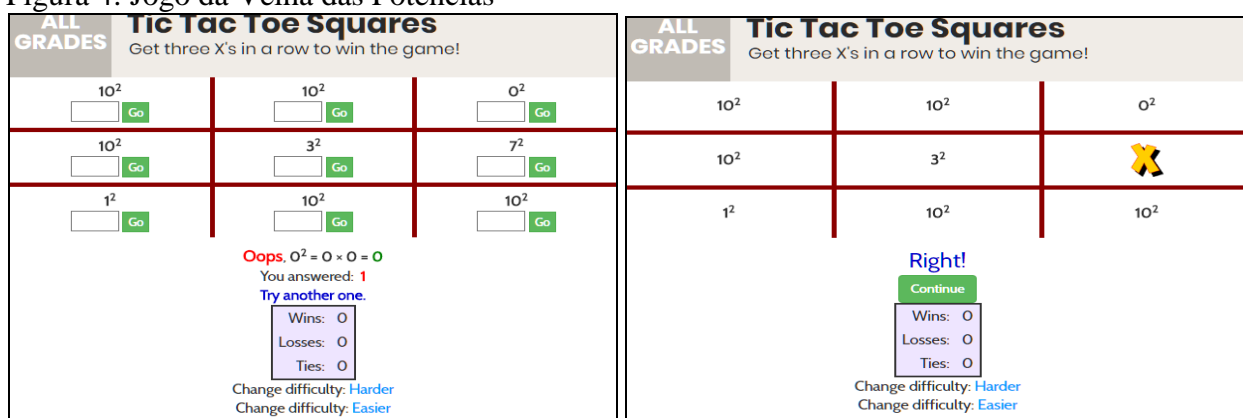 Figura 4: Jogo da Velha das Potências
ALL GRADES
Tic Tac Toe Squares
Get three X's in a row to win the game!
10² 10² 0²
Go Go Go
10² 3² 7²
Go Go Go
1² 10² 10²
Go Go Go
Oops, 0² = 0 × 0 = 0
You answered: 1
Try another one.
Wins: 0
Losses: 0
Ties: 0
Change difficulty: Harder
Change difficulty: Easier
ALL GRADES
Tic Tac Toe Squares
Get three X's in a row to win the game!
10² 10² 0²
10² 3² X
1² 10² 10²
Right!
Continue
Wins: 0
Losses: 0
Ties: 0
Change difficulty: Harder
Change difficulty: Easier